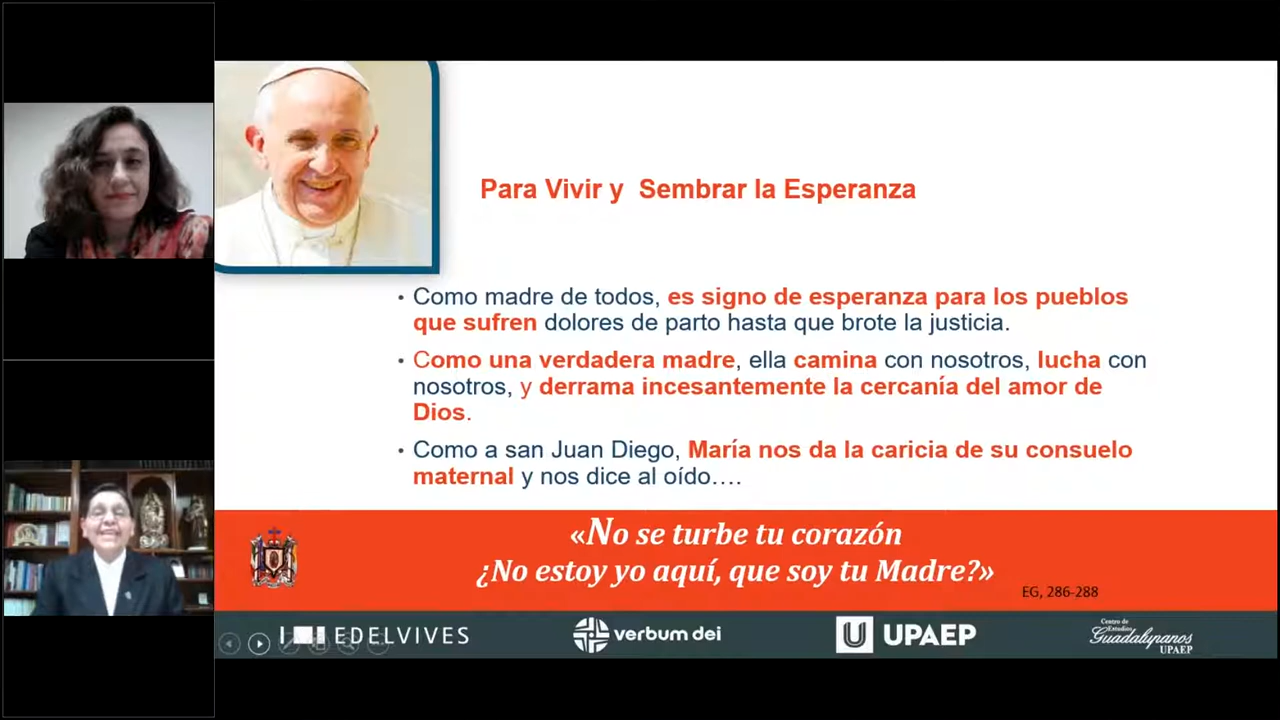 Para Vivir y  Sembrar la Esperanza
• Como madre de todos, es signo de esperanza para los pueblos
que sufren dolores de parto hasta que brote la justicia.
• Como una verdadera madre, ella camina con nosotros, lucha con
nosotros, y derrama incesantemente la cercanía del amor de
Dios.
• Como a san Juan Diego, María nos da la caricia de su consuelo
maternal y nos dice al oído….
«No se turbe tu corazón
¿No estoy yo aquí, que soy tu Madre?»
EG, 286-288
EDELVIVES
verbum dei
UPAEP
Centro de
Estudios
Guadalupanos
UPAEP